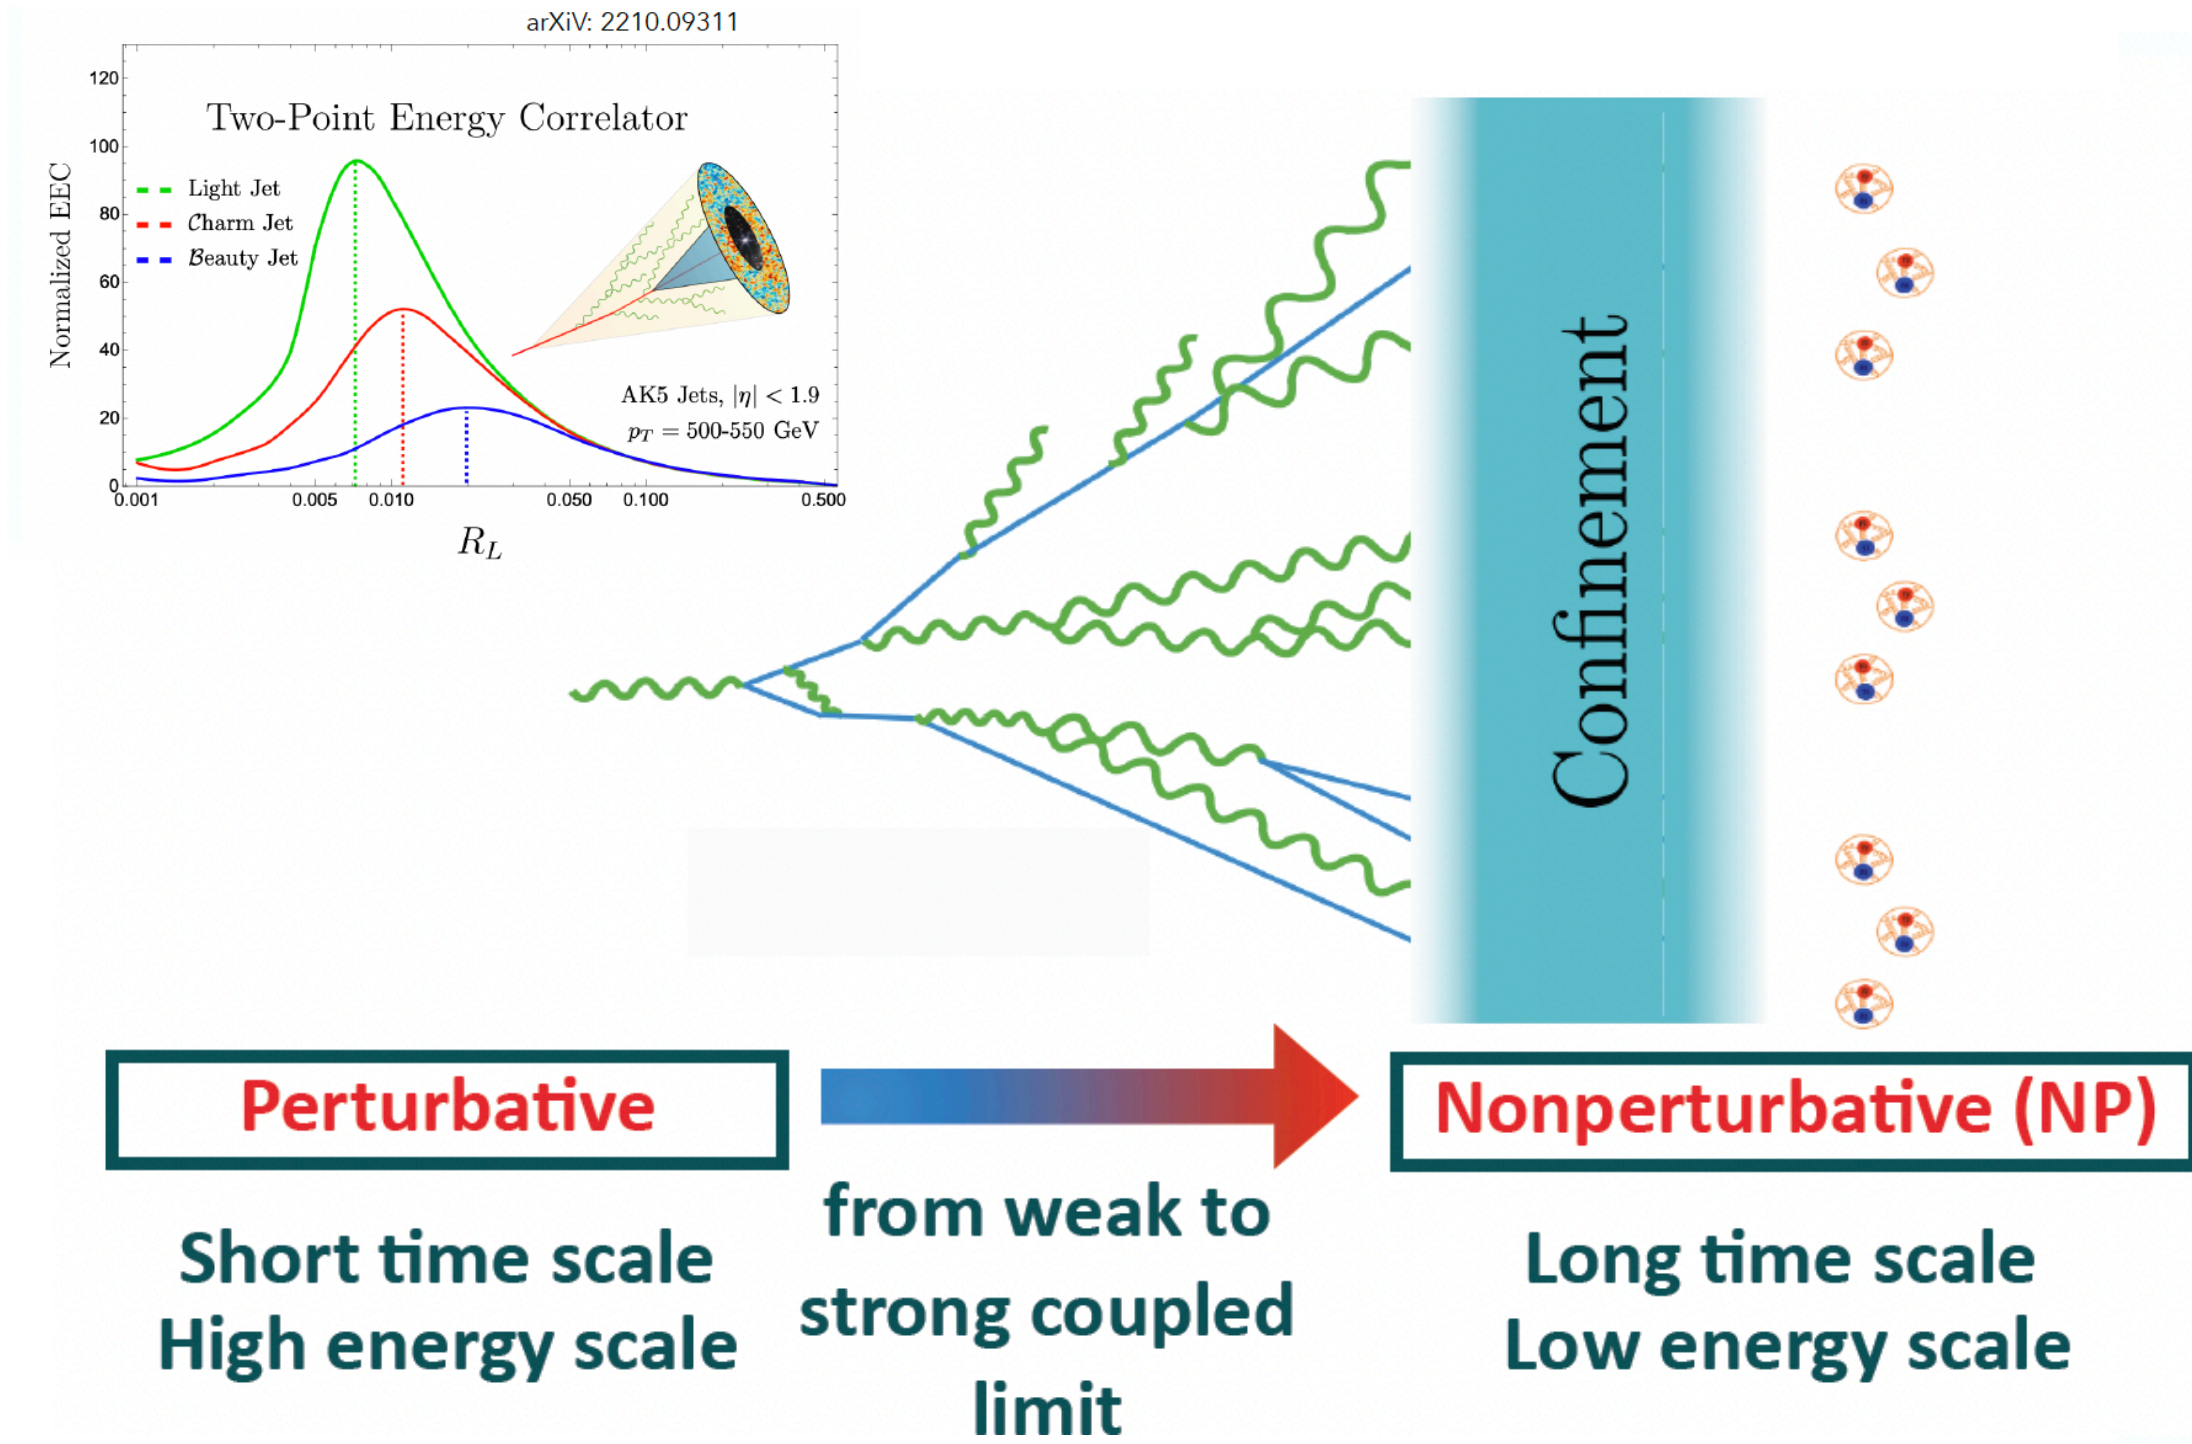 arXiV: 2210.09311
Two-Point Energy Correlator
Normalized EEC
120
100
80
60
40
20
0
Light Jet
Charm Jet
Beauty Jet
AK5 Jets, |η| < 1.9
p_T = 500-550 GeV
0.001 0.005 0.010 0.050 0.100 0.500
R_L
Confinement
Perturbative
Nonperturbative (NP)
Short time scale
High energy scale
from weak to
strong coupled
limit
Long time scale
Low energy scale